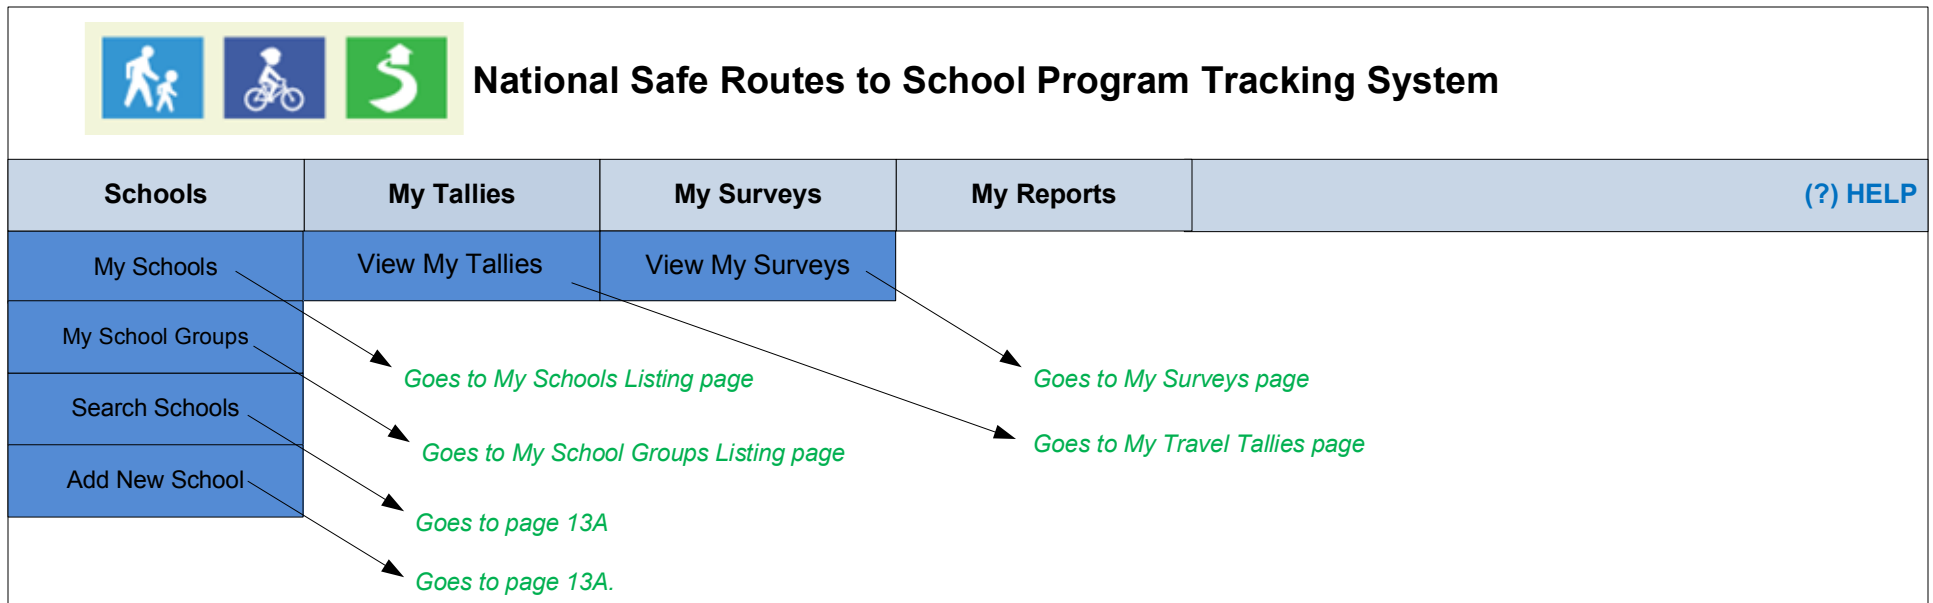 National Safe Routes to School Program Tracking System
Schools
My Tallies
My Surveys
My Reports
(?) HELP
My Schools
View My Tallies
View My Surveys
My School Groups
Goes to My Schools Listing page
Goes to My Surveys page
Search Schools
Goes to My School Groups Listing page
Goes to My Travel Tallies page
Add New School
Goes to page 13A
Goes to page 13A.